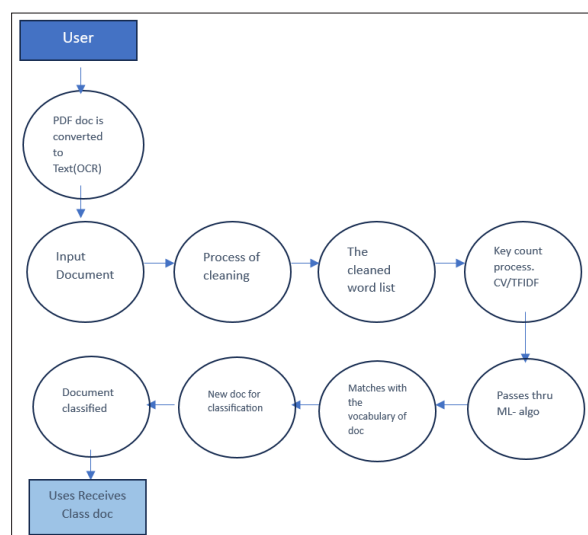 User
PDF doc is
converted
to
Text(OCR)
Input
Document
Process of
cleaning
The
cleaned
word list
Key count
process.
CV/TFIDF
Passes thru
ML- algo
Matches with
the
vocabulary of
doc
New doc for
classification
Document
classified
Uses Receives
Class doc